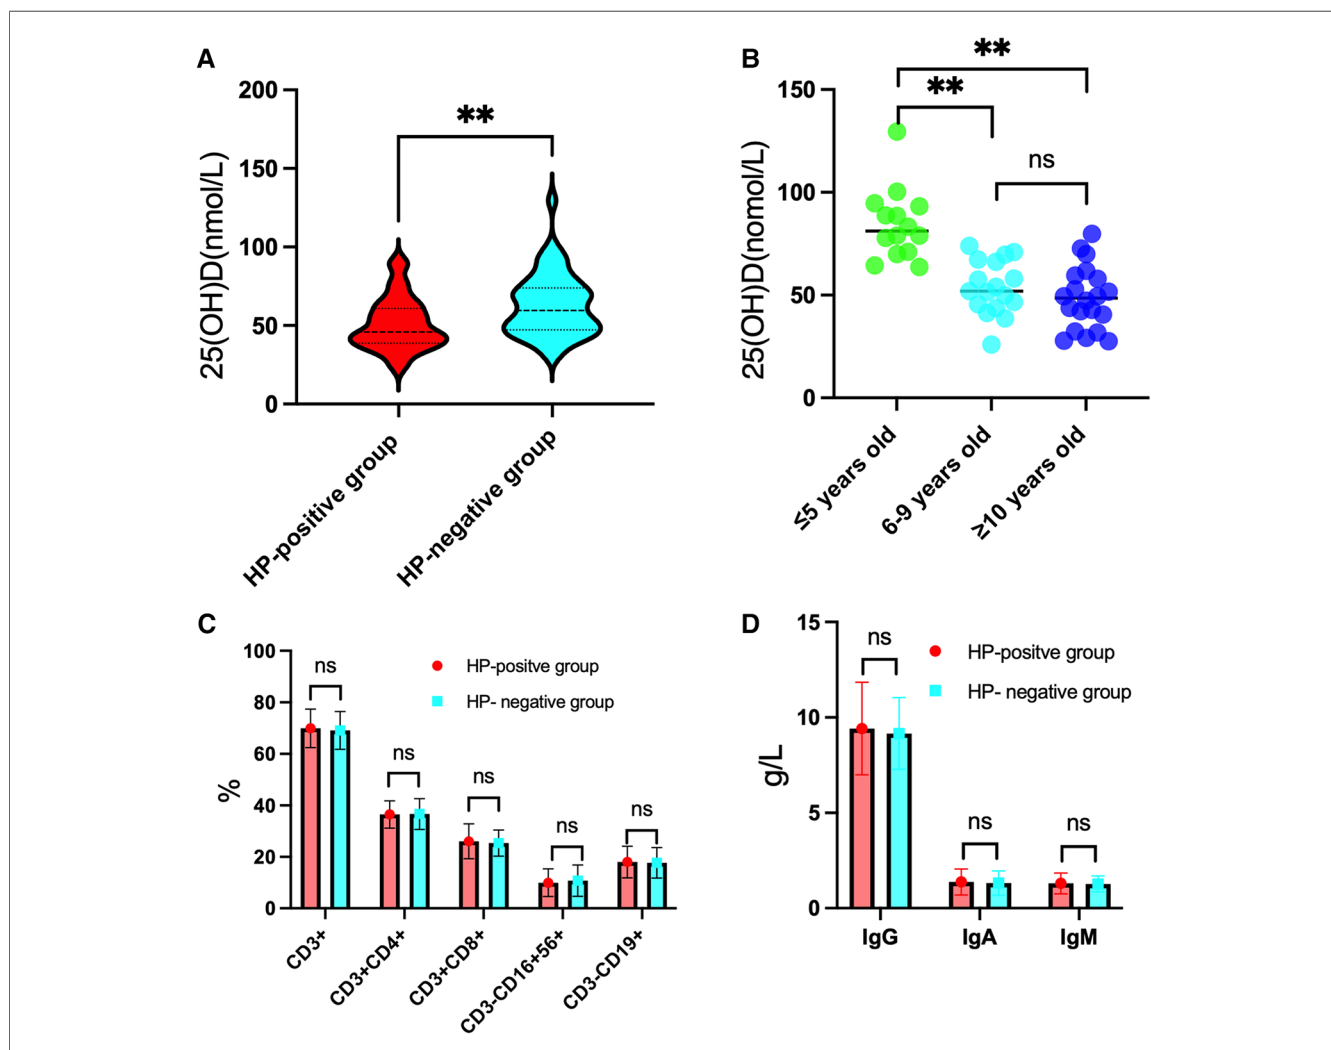 A
25(OH)D(nmol/L)
200
150
100
50
0
**
HP-positive group
HP-negative group
B
25(OH)D(nomol/L)
150
100
50
0
**
**
ns
≤5 years old
6-9 years old
≥10 years old
C
%
100
80
60
40
20
0
ns
ns
ns
ns
ns
HP-positve group
HP- negative group
CD3+
CD3+CD4+
CD3+CD8+
CD3-CD16+56+
CD3-CD19+
D
g/L
15
10
5
0
ns
ns
ns
HP-positve group
HP- negative group
IgG
IgA
IgM